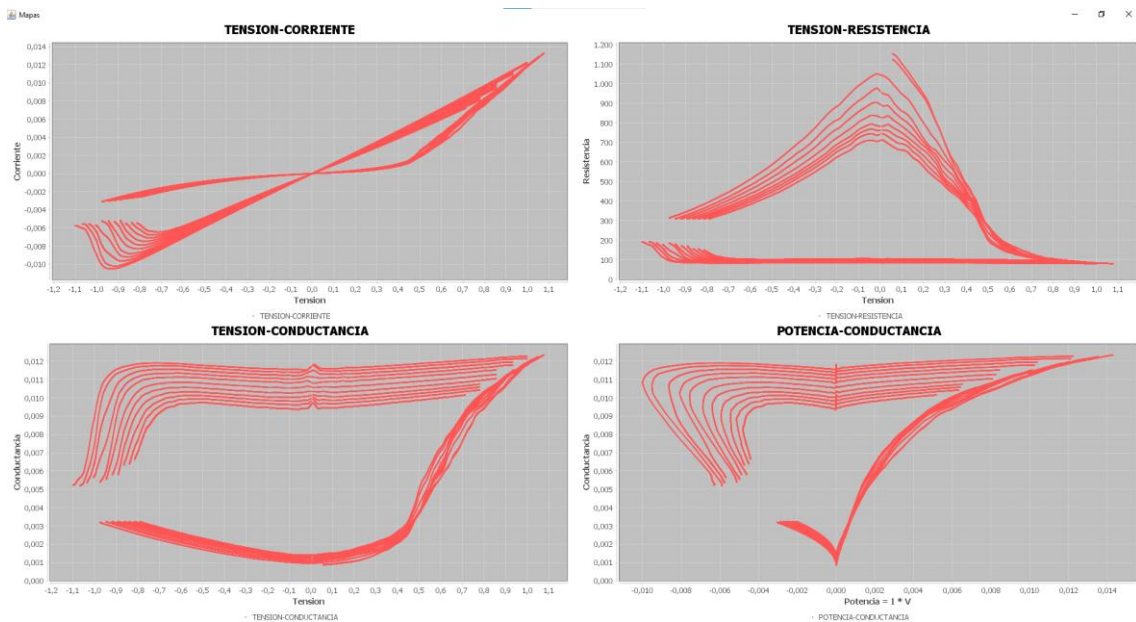 Mapas
TENSION-CORRIENTE
0,014
0,012
0,010
0,008
0,006
0,004
0,002
0,000
-0,002
-0,004
-0,006
-0,008
-0,010
Corriente
-1,2 -1,1 -1,0 -0,9 -0,8 -0,7 -0,6 -0,5 -0,4 -0,3 -0,2 -0,1 0,0 0,1 0,2 0,3 0,4 0,5 0,6 0,7 0,8 0,9 1,0 1,1
Tension
- TENSION-CORRIENTE
TENSION-RESISTENCIA
1.200
1.100
1.000
900
800
700
600
500
400
300
200
100
0
Resistencia
-1,2 -1,1 -1,0 -0,9 -0,8 -0,7 -0,6 -0,5 -0,4 -0,3 -0,2 -0,1 0,0 0,1 0,2 0,3 0,4 0,5 0,6 0,7 0,8 0,9 1,0 1,1
Tension
- TENSION-RESISTENCIA
TENSION-CONDUCTANCIA
0,012
0,011
0,010
0,009
0,008
0,007
0,006
0,005
0,004
0,003
0,002
0,001
0,000
Conductancia
-1,2 -1,1 -1,0 -0,9 -0,8 -0,7 -0,6 -0,5 -0,4 -0,3 -0,2 -0,1 0,0 0,1 0,2 0,3 0,4 0,5 0,6 0,7 0,8 0,9 1,0 1,1
Tension
- TENSION-CONDUCTANCIA
POTENCIA-CONDUCTANCIA
0,012
0,011
0,010
0,009
0,008
0,007
0,006
0,005
0,004
0,003
0,002
0,001
0,000
Conductancia
-0,010 -0,008 -0,006 -0,004 -0,002 0,000 0,002 0,004 0,006 0,008 0,010 0,012 0,014
Potencia = I * V
- POTENCIA-CONDUCTANCIA